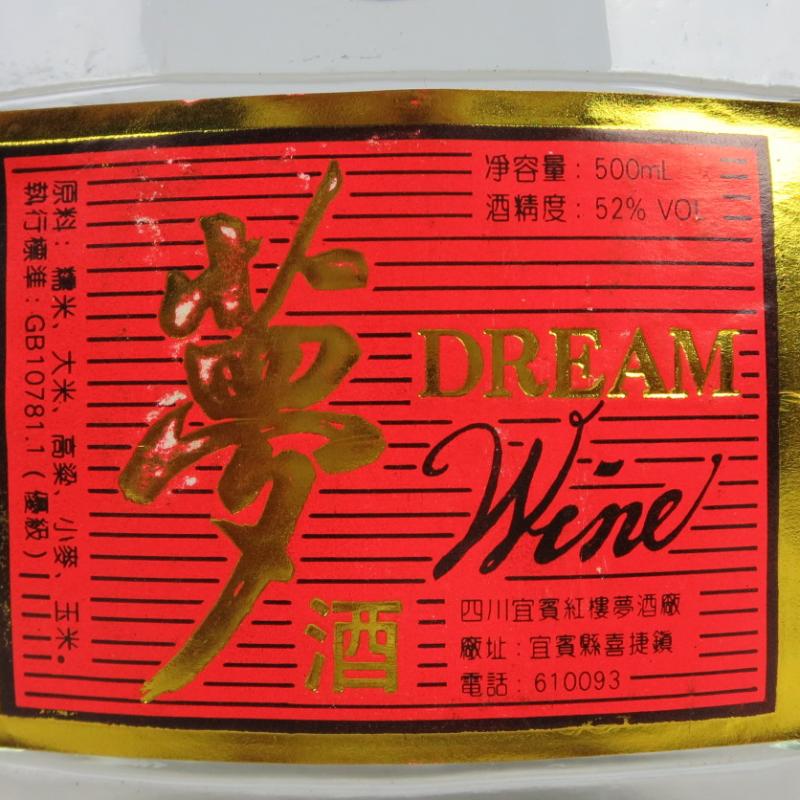 净容量：500mL
酒精度：52% VOL
原料：糯米、大米、高粱、小麥、玉米。
執行標準：GB10781.1（優級）
夢
酒
DREAM
Wine
四川宜賓紅樓夢酒廠
廠址：宜賓縣喜捷鎮
電話：610093